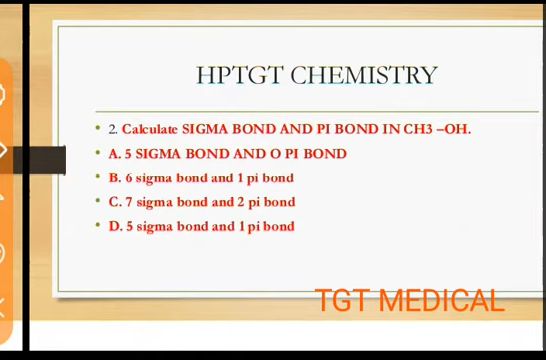 HPTGT CHEMISTRY
• 2. Calculate SIGMA BOND AND PI BOND IN CH3 –OH.
• A. 5 SIGMA BOND AND O PI BOND
• B. 6 sigma bond and 1 pi bond
• C. 7 sigma bond and 2 pi bond
• D. 5 sigma bond and 1 pi bond
TGT MEDICAL